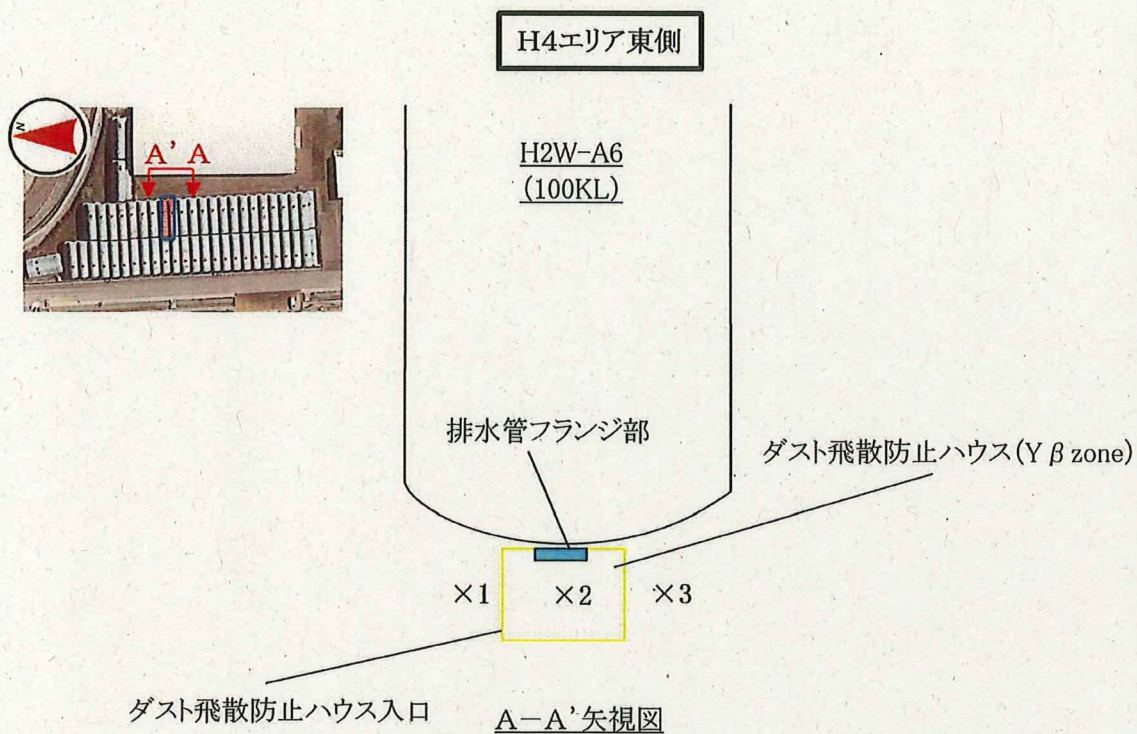 H4エリア東側
N
A' A
H2W-A6
(100KL)
排水管フランジ部
ダスト飛散防止ハウス(Yβzone)
×1 ×2 ×3
ダスト飛散防止ハウス入口
A-A'矢視図